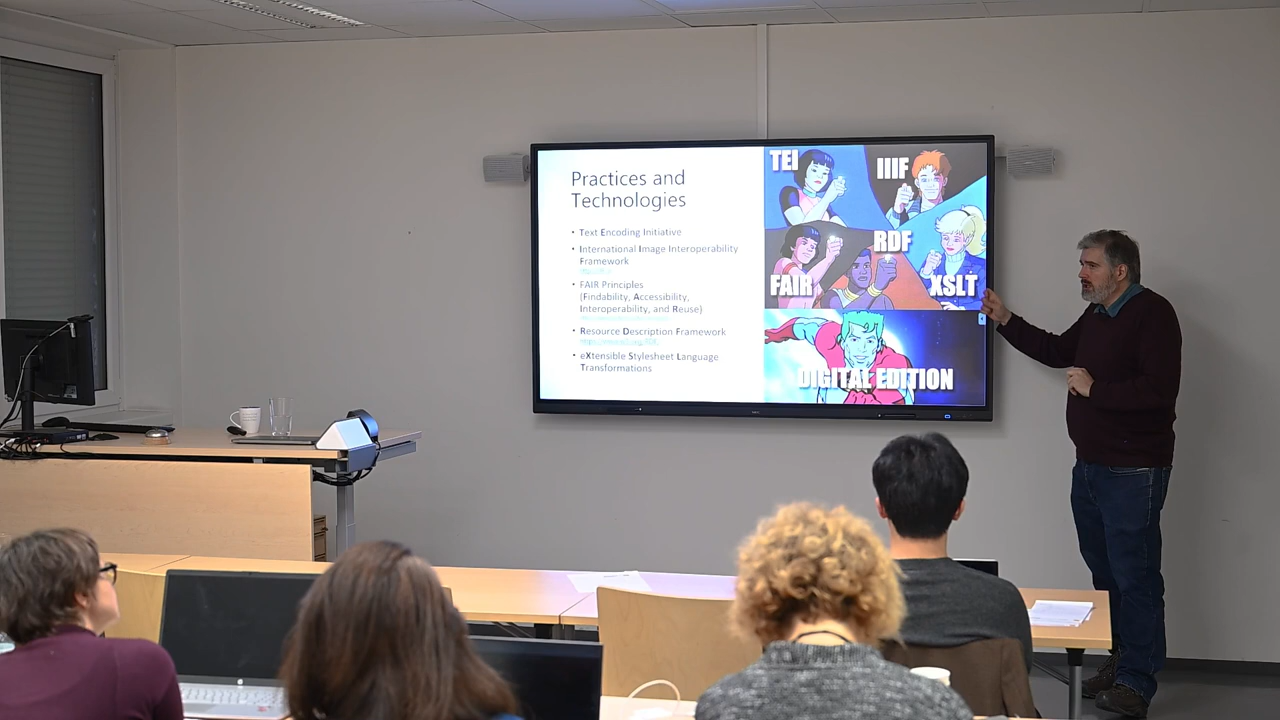 Practices and
Technologies
• Text Encoding Initiative
• International Image Interoperability
Framework
• FAIR Principles
(Findability, Accessibility,
Interoperability, and Reuse)
• Resource Description Framework
• eXtensible Stylesheet Language
Transformations
TEI
IIIF
RDF
FAIR
XSLT
DIGITAL EDITION